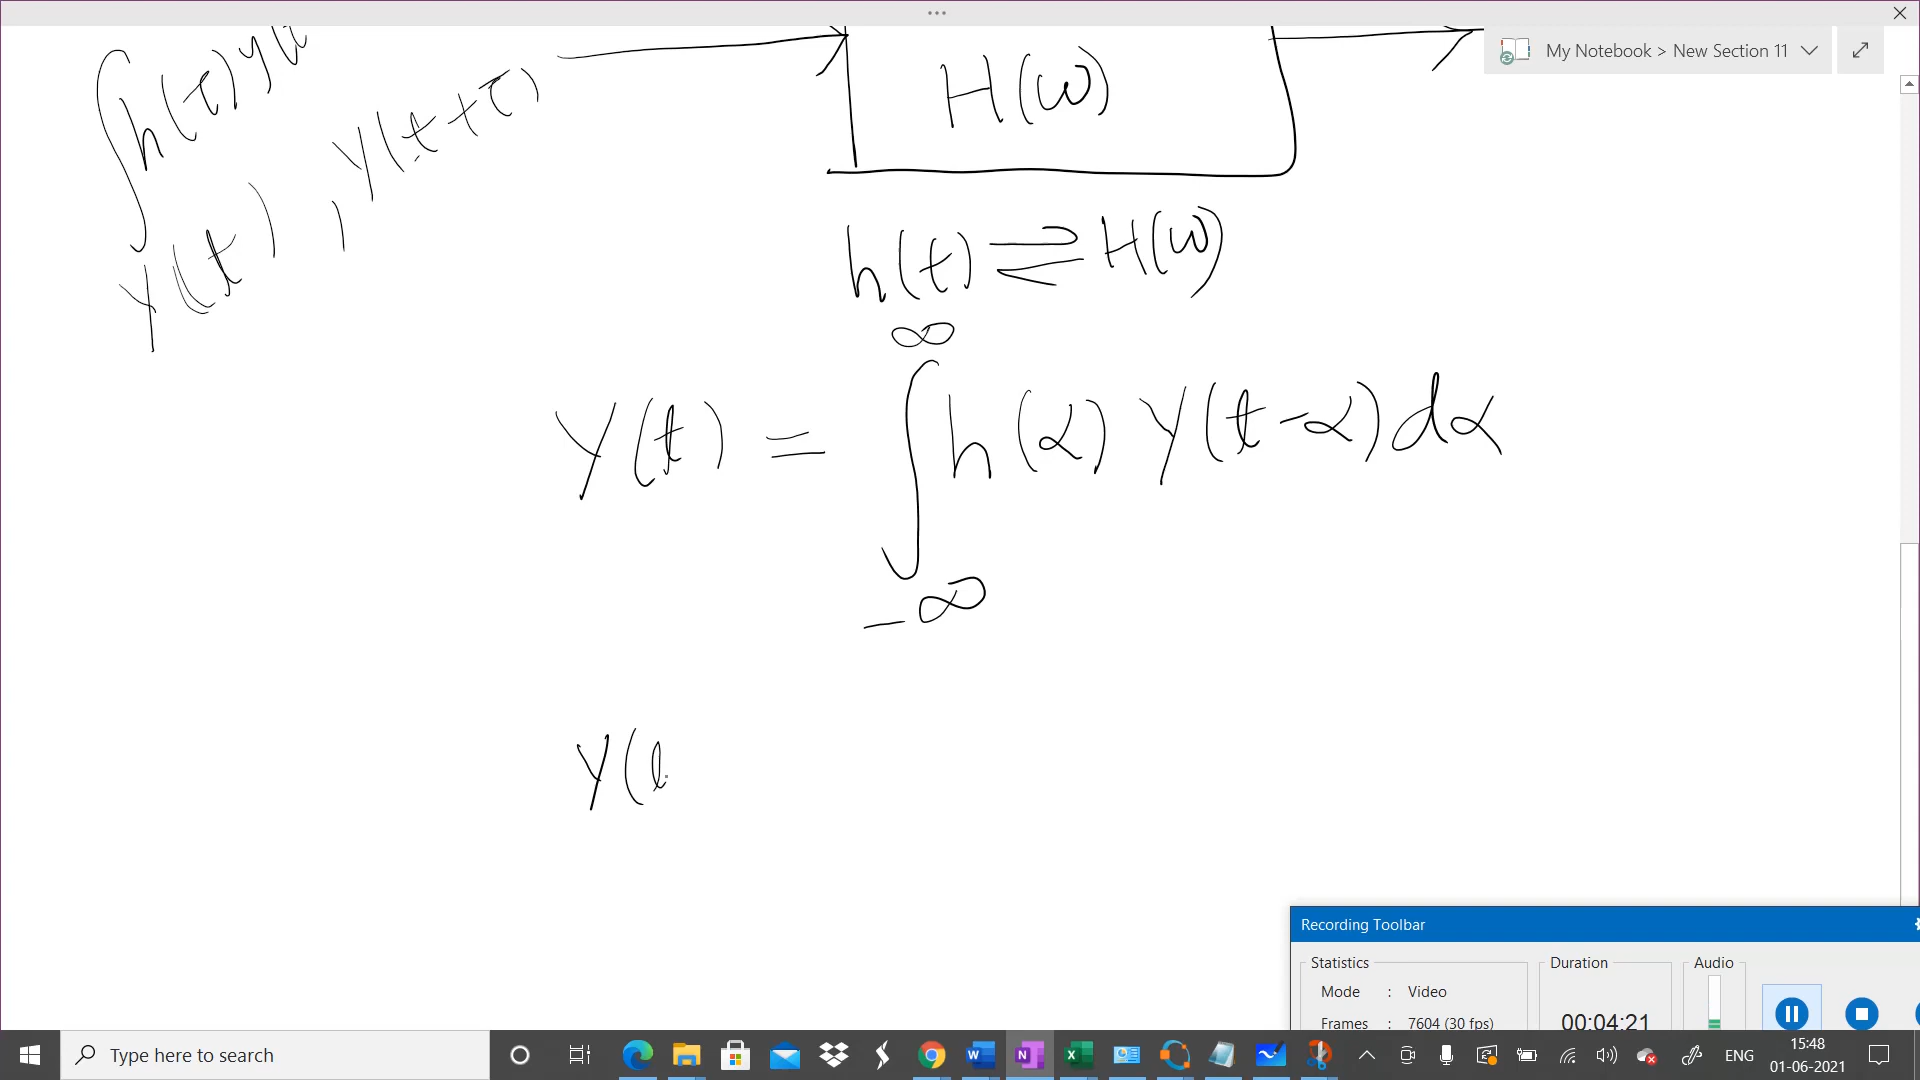 My Notebook > New Section 11
∫h(τ)y(
Y(t), Y(t+τ)
H(ω)
h(t) ⇌ H(ω)
Y(t) = ∫_{-∞}^{∞} h(α) Y(t-α) dα
Y(t
Recording Toolbar
Statistics
Mode : Video
Frames : 7604 (30 fps)
Duration
00:04:21
Audio
Type here to search
ENG
15:48
01-06-2021